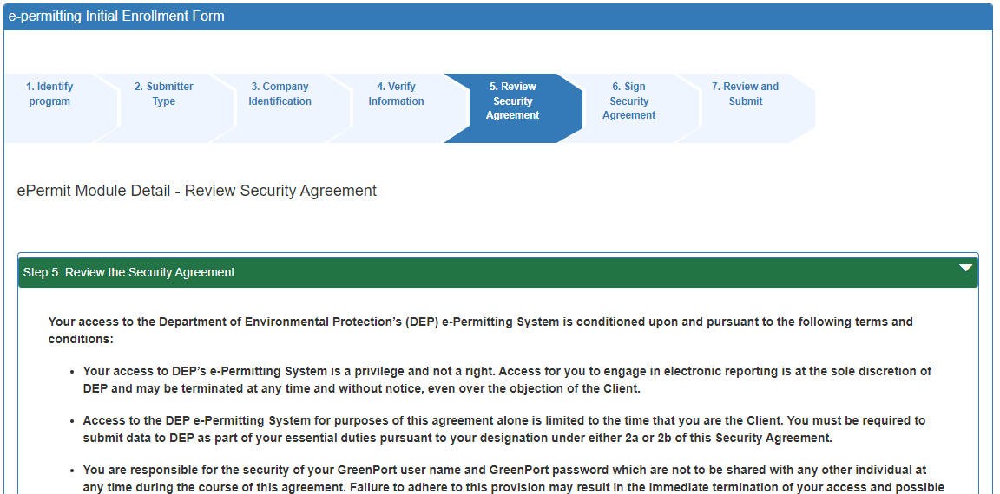 e-permitting Initial Enrollment Form
1. Identify
program
2. Submitter
Type
3. Company
Identification
4. Verify
Information
5. Review
Security
Agreement
6. Sign
Security
Agreement
7. Review and
Submit
ePermit Module Detail - Review Security Agreement
Step 5: Review the Security Agreement
Your access to the Department of Environmental Protection’s (DEP) e-Permitting System is conditioned upon and pursuant to the following terms and
conditions:
• Your access to DEP’s e-Permitting System is a privilege and not a right. Access for you to engage in electronic reporting is at the sole discretion of
DEP and may be terminated at any time and without notice, even over the objection of the Client.
• Access to the DEP e-Permitting System for purposes of this agreement alone is limited to the time that you are the Client. You must be required to
submit data to DEP as part of your essential duties pursuant to your designation under either 2a or 2b of this Security Agreement.
• You are responsible for the security of your GreenPort user name and GreenPort password which are not to be shared with any other individual at
any time during the course of this agreement. Failure to adhere to this provision may result in the immediate termination of your access and possible